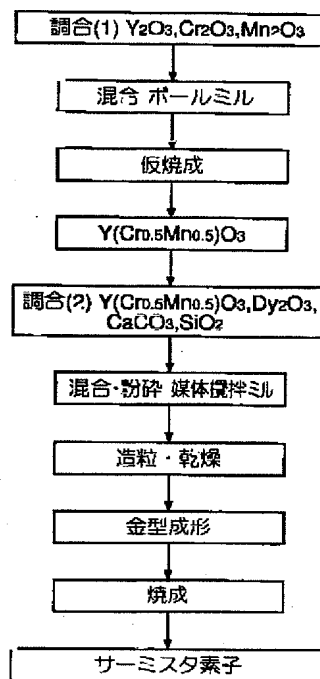 調合(1) Y2O3,Cr2O3,Mn2O3
混合 ボールミル
仮焼成
Y(Cr0.5Mn0.5)O3
調合(2) Y(Cr0.5Mn0.5)O3,Dy2O3,
CaCO3,SiO2
混合・粉砕 媒体攪拌ミル
造粒・乾燥
金型成形
焼成
サーミスタ素子